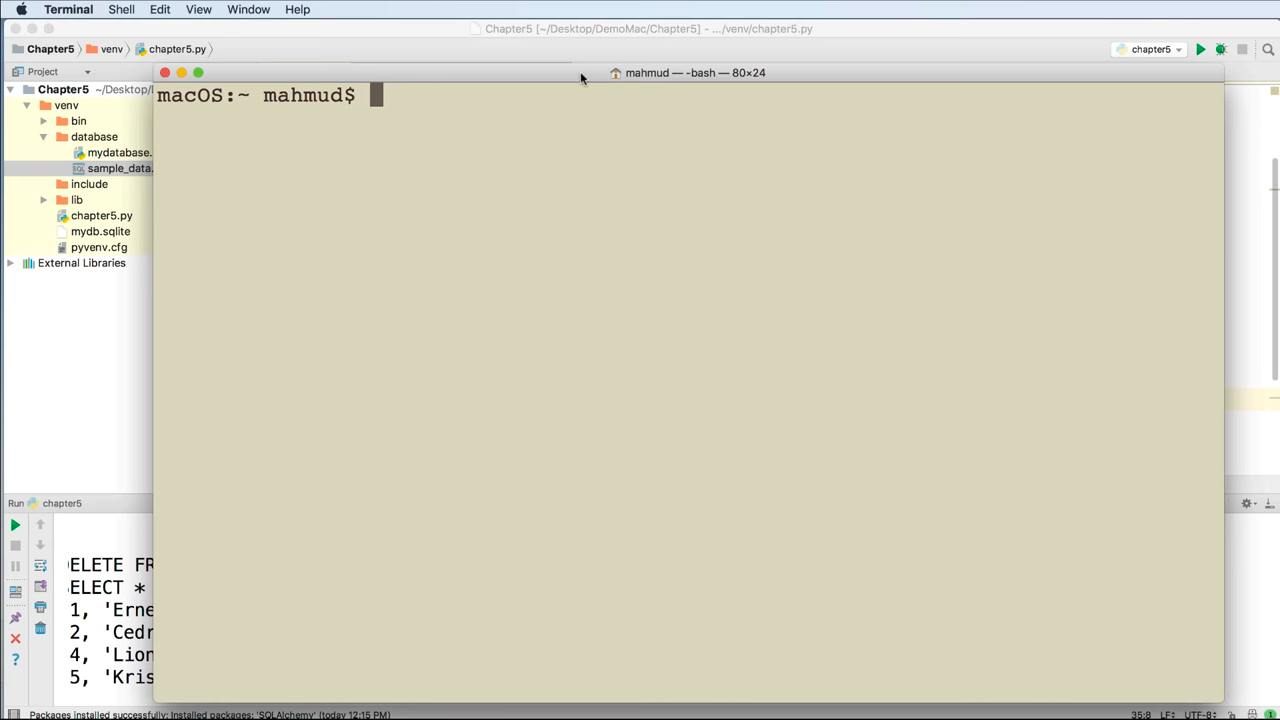 Terminal Shell Edit View Window Help
Chapter5 [~/Desktop/DemoMac/Chapter5] - .../venv/chapter5.py
Chapter5 venv chapter5.py chapter5
Project
mahmud — -bash — 80×24
Chapter5 ~/Desktop/
macOS:~ mahmud$
venv
bin
database
mydatabase.
sample_data.
include
lib
chapter5.py
mydb.sqlite
pyvenv.cfg
External Libraries
Run chapter5
ELETE FR
ELECT *
1, 'Erne
2, 'Cedr
4, 'Lion
5, 'Kris
Packages installed successfully: Installed packages: 'SQLAlchemy' (today 12:15 PM) 35:8 LF÷ UTF-8÷ 1